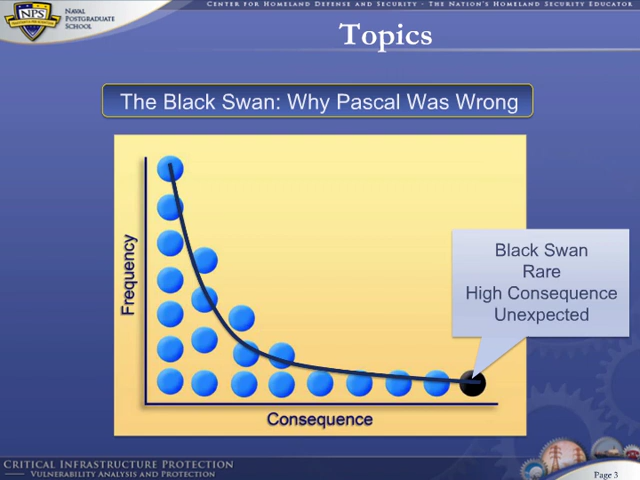 CENTER FOR HOMELAND DEFENSE AND SECURITY · THE NATION'S HOMELAND SECURITY EDUCATOR
NPS
NAVAL
POSTGRADUATE
SCHOOL
Topics
The Black Swan: Why Pascal Was Wrong
Frequency
Black Swan
Rare
High Consequence
Unexpected
Consequence
CRITICAL INFRASTRUCTURE PROTECTION
VULNERABILITY ANALYSIS AND PROTECTION
Page 3